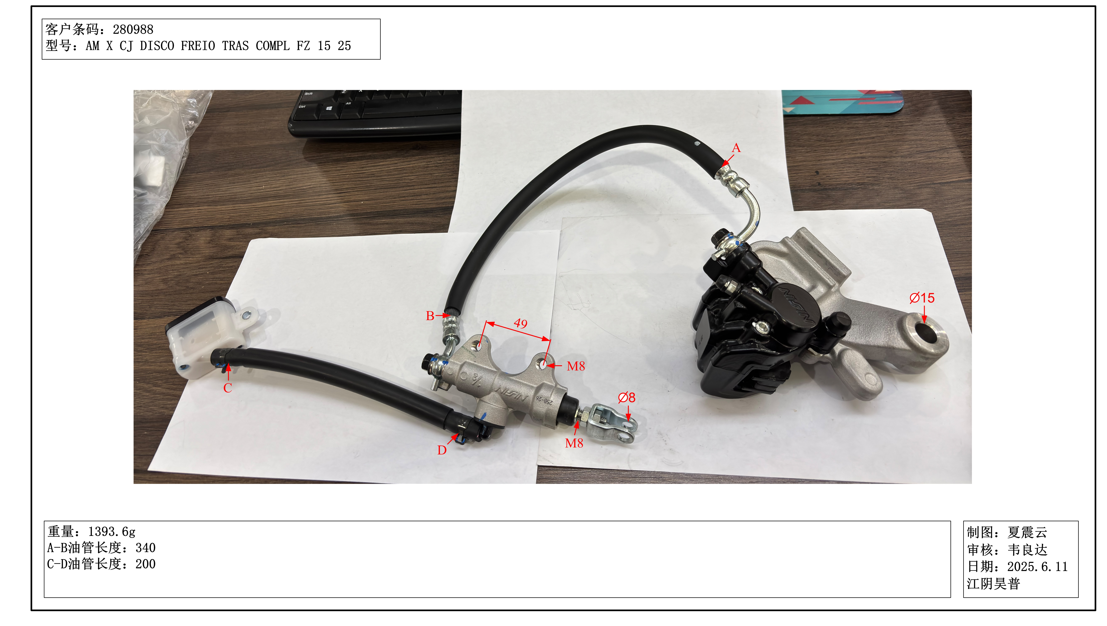 客户条码：280988
型号：AM X CJ DISCO FREIO TRAS COMPL FZ 15 25
A
B
49
M8
Ø15
C
D
M8
Ø8
NISSIN
NISSIN
重量：1393.6g
A-B油管长度：340
C-D油管长度：200
制图：夏震云
审核：韦良达
日期：2025.6.11
江阴昊普